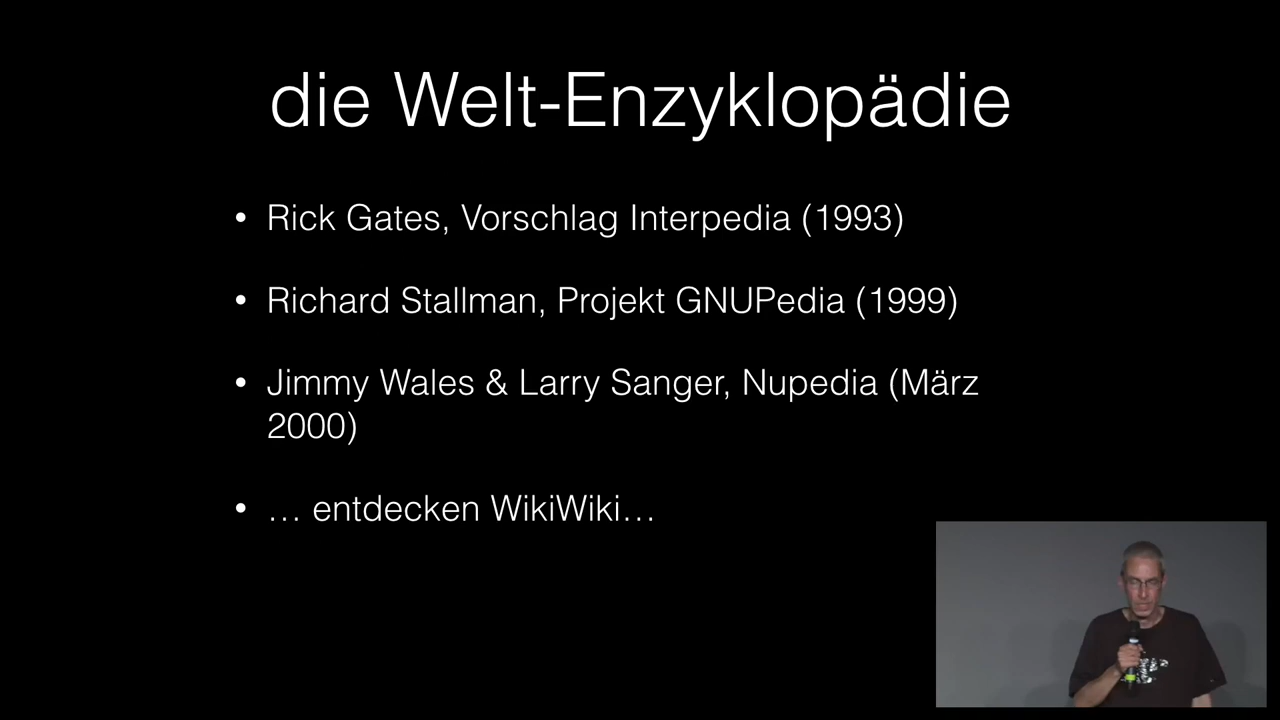 die Welt-Enzyklopädie
• Rick Gates, Vorschlag Interpedia (1993)
• Richard Stallman, Projekt GNUPedia (1999)
• Jimmy Wales & Larry Sanger, Nupedia (März
2000)
• … entdecken WikiWiki…